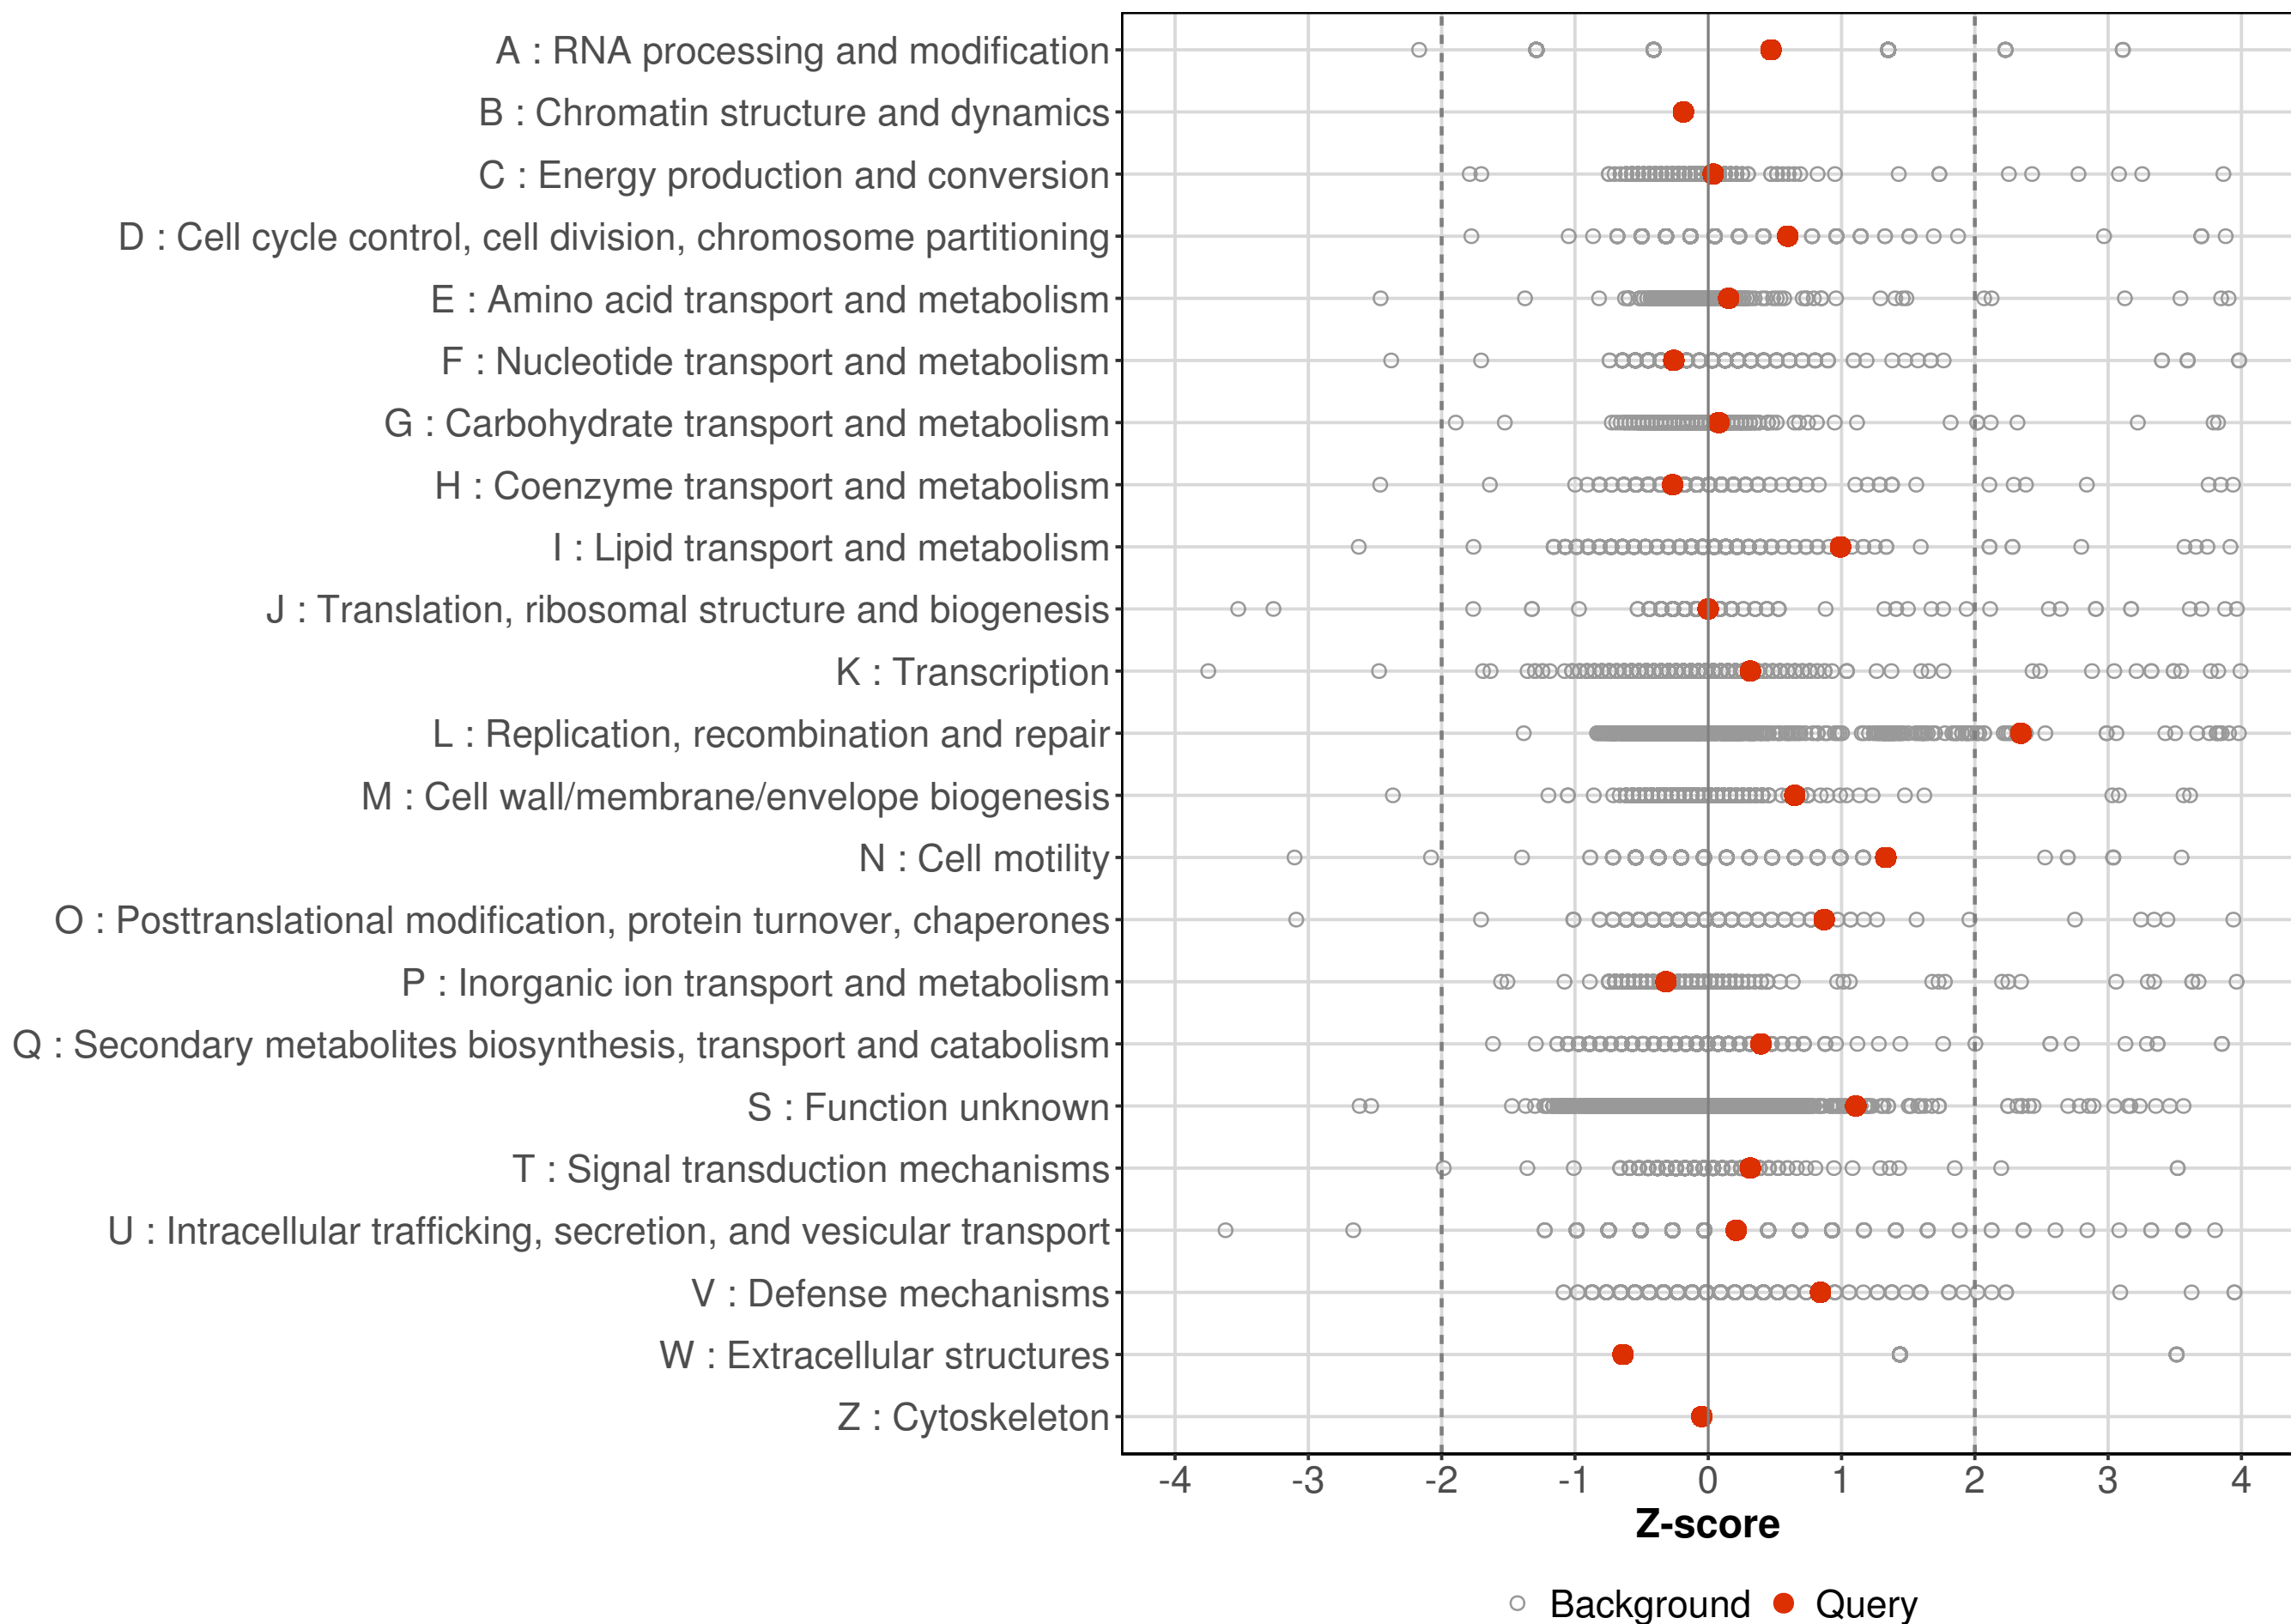 A : RNA processing and modification
B : Chromatin structure and dynamics
C : Energy production and conversion
D : Cell cycle control, cell division, chromosome partitioning
E : Amino acid transport and metabolism
F : Nucleotide transport and metabolism
G : Carbohydrate transport and metabolism
H : Coenzyme transport and metabolism
I : Lipid transport and metabolism
J : Translation, ribosomal structure and biogenesis
K : Transcription
L : Replication, recombination and repair
M : Cell wall/membrane/envelope biogenesis
N : Cell motility
O : Posttranslational modification, protein turnover, chaperones
P : Inorganic ion transport and metabolism
Q : Secondary metabolites biosynthesis, transport and catabolism
S : Function unknown
T : Signal transduction mechanisms
U : Intracellular trafficking, secretion, and vesicular transport
V : Defense mechanisms
W : Extracellular structures
Z : Cytoskeleton
-4 -3 -2 -1 0 1 2 3 4
Z-score
Background Query